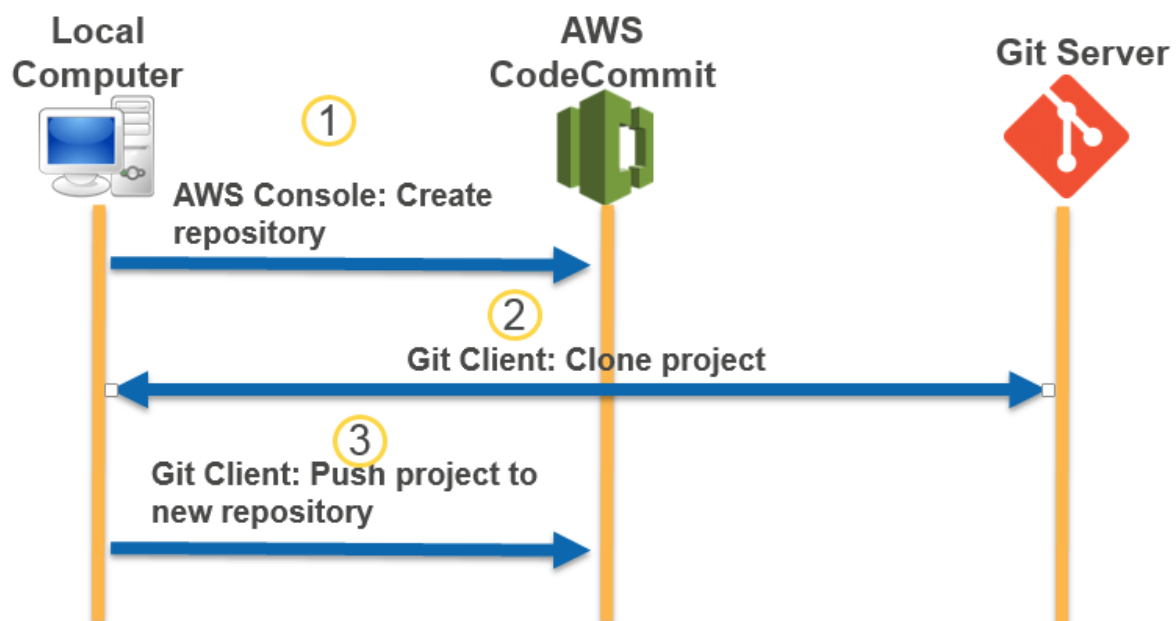 Local
Computer
AWS
CodeCommit
Git Server
1
AWS Console: Create
repository
2
Git Client: Clone project
3
Git Client: Push project to
new repository